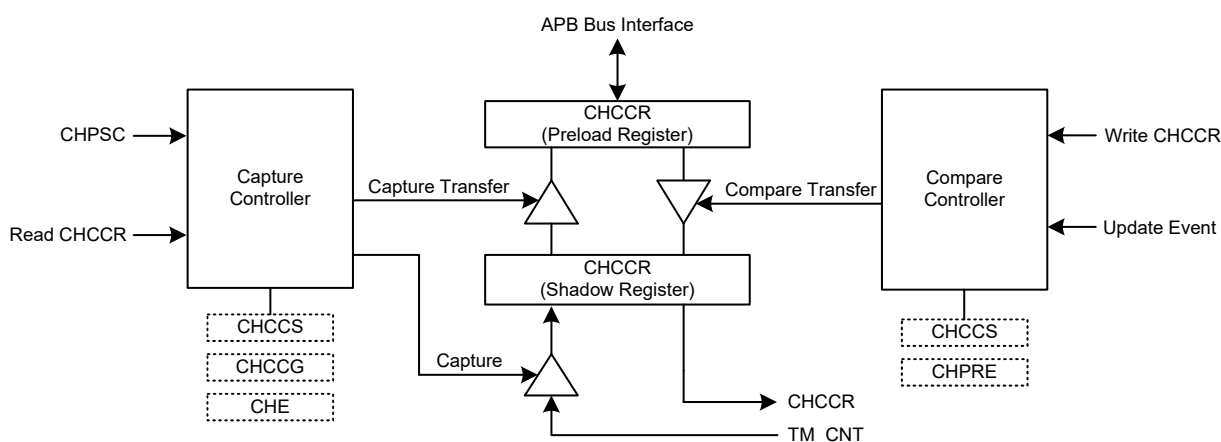 APB Bus Interface
CHCCR
(Preload Register)
CHPSC
Write CHCCR
Capture
Controller
Capture Transfer
Compare Transfer
Compare
Controller
Read CHCCR
Update Event
CHCCR
(Shadow Register)
CHCCS
CHCCG
CHE
Capture
CHCCS
CHPRE
CHCCR
TM_CNT